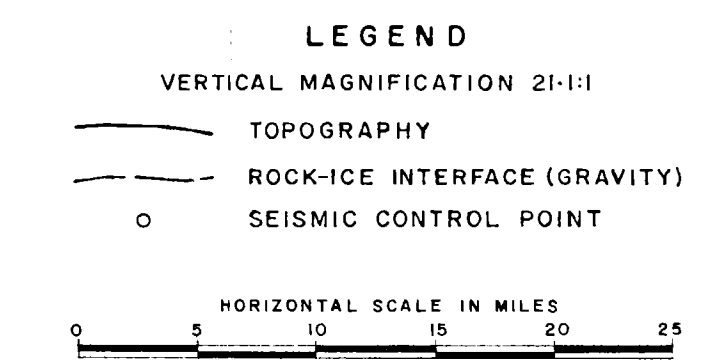 LEGEND
VERTICAL MAGNIFICATION 21·1:1
TOPOGRAPHY
ROCK-ICE INTERFACE (GRAVITY)
SEISMIC CONTROL POINT
HORIZONTAL SCALE IN MILES
0 5 10 15 20 25